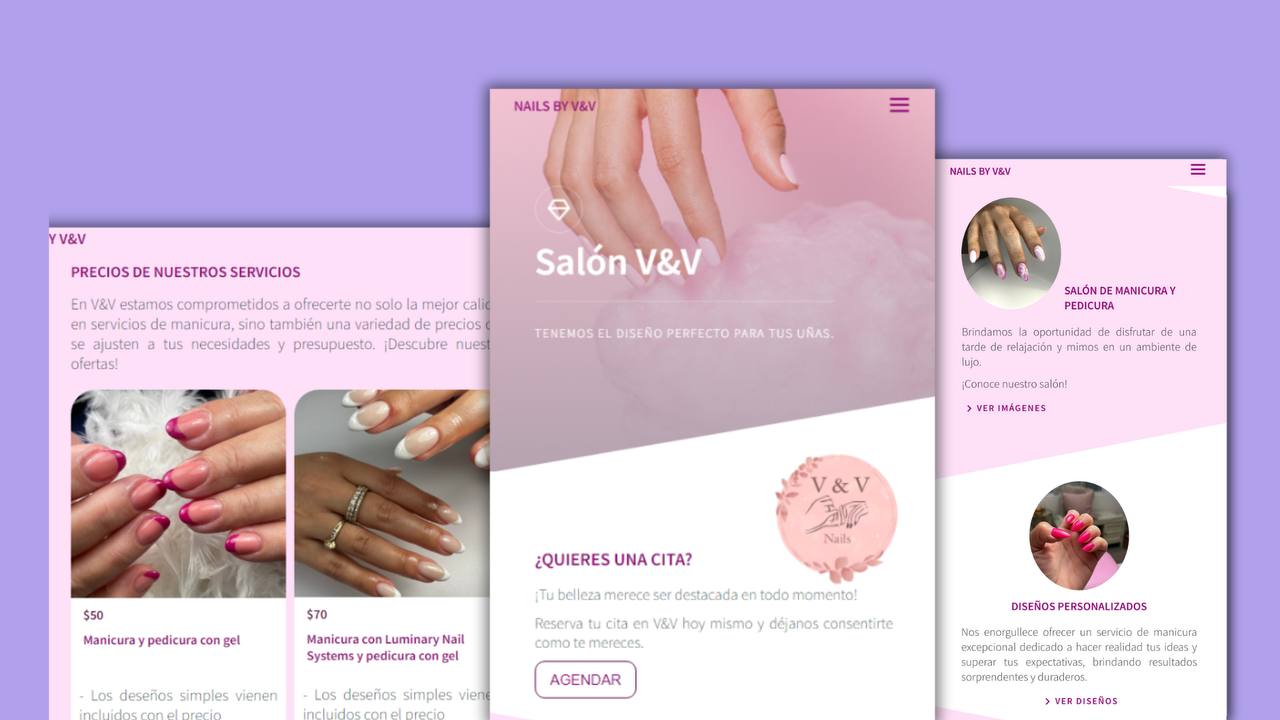 Y V&V
PRECIOS DE NUESTROS SERVICIOS
En V&V estamos comprometidos a ofrecerte no solo la mejor
en servicios de manicura, sino también una variedad de precios
se ajusten a tus necesidades y presupuesto. ¡Descubre
ofertas!
$50
Manicura y pedicura con gel
- Los deseños simples vienen
incluidos con el precio
$70
Manicura con Luminary Nail
Systems y pedicura con gel
- Los deseños simples
incluidos con el precio
NAILS BY V&V
Salón V&V
TENEMOS EL DISEÑO PERFECTO PARA TUS UÑAS.
V & V
Nails
¿QUIERES UNA CITA?
¡Tu belleza merece ser destacada en todo momento!
Reserva tu cita en V&V hoy mismo y déjanos consentirte
como te mereces.
AGENDAR
NAILS BY V&V
SALÓN DE MANICURA Y
PEDICURA
Brindamos la oportunidad de disfrutar de una
tarde de relajación y mimos en un ambiente de
lujo.
¡Conoce nuestro salón!
VER IMÁGENES
DISEÑOS PERSONALIZADOS
Nos enorgullece ofrecer un servicio de manicura
excepcional dedicado a hacer realidad tus ideas y
superar tus expectativas, brindando resultados
sorprendentes y duraderos.
VER DISEÑOS